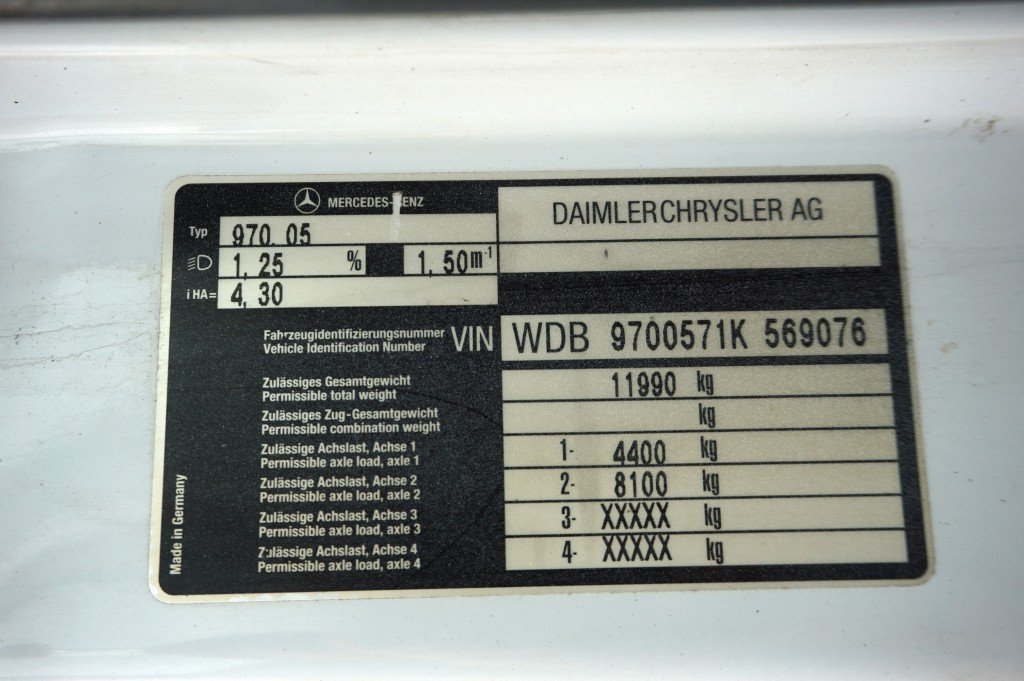 MERCEDES-BENZ
DAIMLERCHRYSLER AG
Typ 970.05
1,25 % 1,50m⁻¹
iHA= 4,30
Fahrzeugidentifizierungsnummer
Vehicle Identification Number
VIN WDB 9700571K 569076
Zulässiges Gesamtgewicht
Permissible total weight
11990 kg
Zulässiges Zug-Gesamtgewicht
Permissible combination weight
kg
Zulässige Achslast, Achse 1
Permissible axle load, axle 1
1- 4400 kg
Zulässige Achslast, Achse 2
Permissible axle load, axle 2
2- 8100 kg
Zulässige Achslast, Achse 3
Permissible axle load, axle 3
3- XXXXX kg
Zulässige Achslast, Achse 4
Permissible axle load, axle 4
4- XXXXX kg
Made in Germany